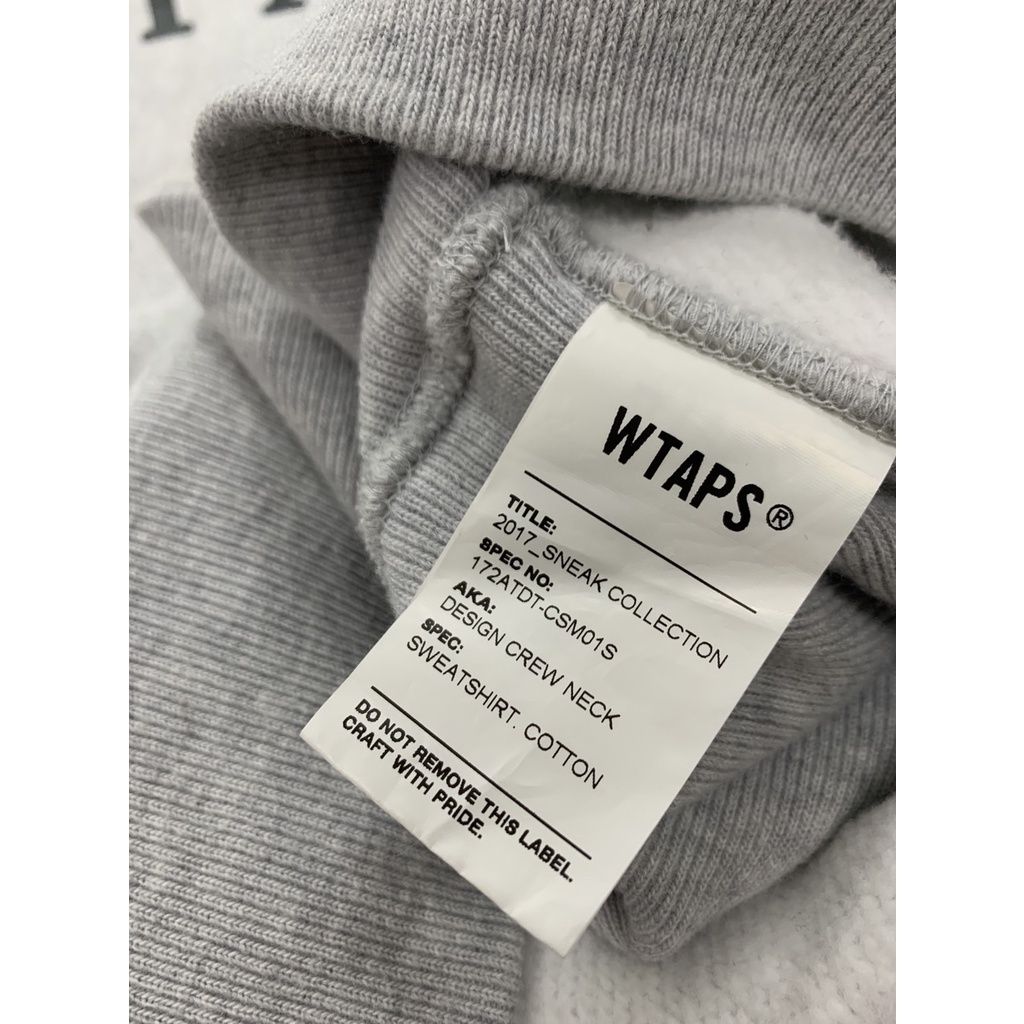 WTAPS®
TITLE:
2017_SNEAK COLLECTION
SPEC NO:
172ATDT-CSM01S
AKA:
DESIGN CREW NECK
SPEC:
SWEATSHIRT. COTTON
DO NOT REMOVE THIS LABEL.
CRAFT WITH PRIDE.